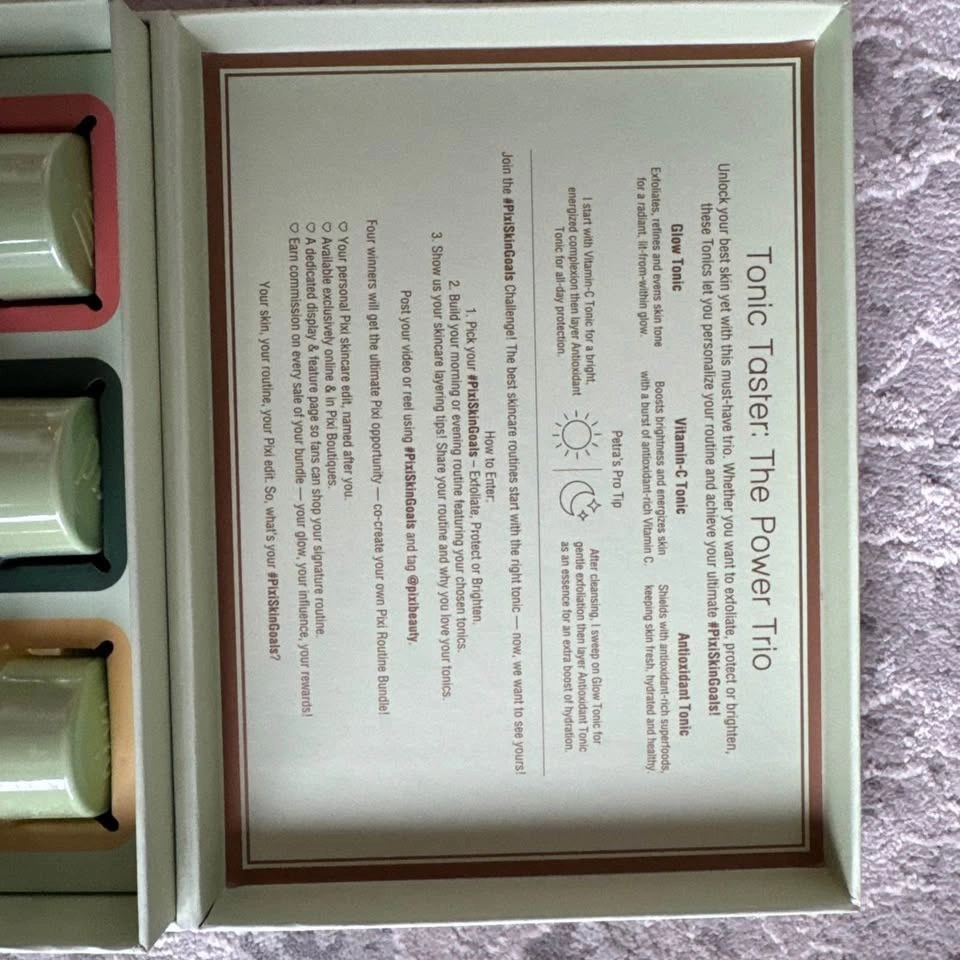 Tonic Taster: The Power Trio
Unlock your best skin yet with this must-have trio. Whether you want to exfoliate, protect or brighten,
these Tonics let you personalize your routine and achieve your ultimate #PixiSkinGoals!
Glow Tonic
Exfoliates, refines and evens skin tone
for a radiant, lit-from-within glow.
Vitamin-C Tonic
Boosts brightness and energizes skin
with a burst of antioxidant-rich Vitamin C.
Antioxidant Tonic
Shields with antioxidant-rich superfoods,
keeping skin fresh, hydrated and healthy.
Petra's Pro Tip
I start with Vitamin-C Tonic for a bright,
energized complexion then layer Antioxidant
Tonic for all-day protection.
After cleansing, I sweep on Glow Tonic for
gentle exfoliation then layer Antioxidant Tonic
as an essence for an extra boost of hydration.
Join the #PixiSkinGoals Challenge! The best skincare routines start with the right tonic — now, we want to see yours!
How to Enter:
1. Pick your #PixiSkinGoals – Exfoliate, Protect or Brighten.
2. Build your morning or evening routine featuring your chosen tonics.
3. Show us your skincare layering tips! Share your routine and why you love your tonics.
Post your video or reel using #PixiSkinGoals and tag @pixibeauty.
Four winners will get the ultimate Pixi opportunity — co-create your own Pixi Routine Bundle!
♡ Your personal Pixi skincare edit, named after you.
♡ Available exclusively online & in Pixi Boutiques.
♡ A dedicated display & feature page so fans can shop your signature routine.
♡ Earn commission on every sale of your bundle — your glow, your influence, your rewards!
Your skin, your routine, your Pixi edit. So, what's your #PixiSkinGoals?